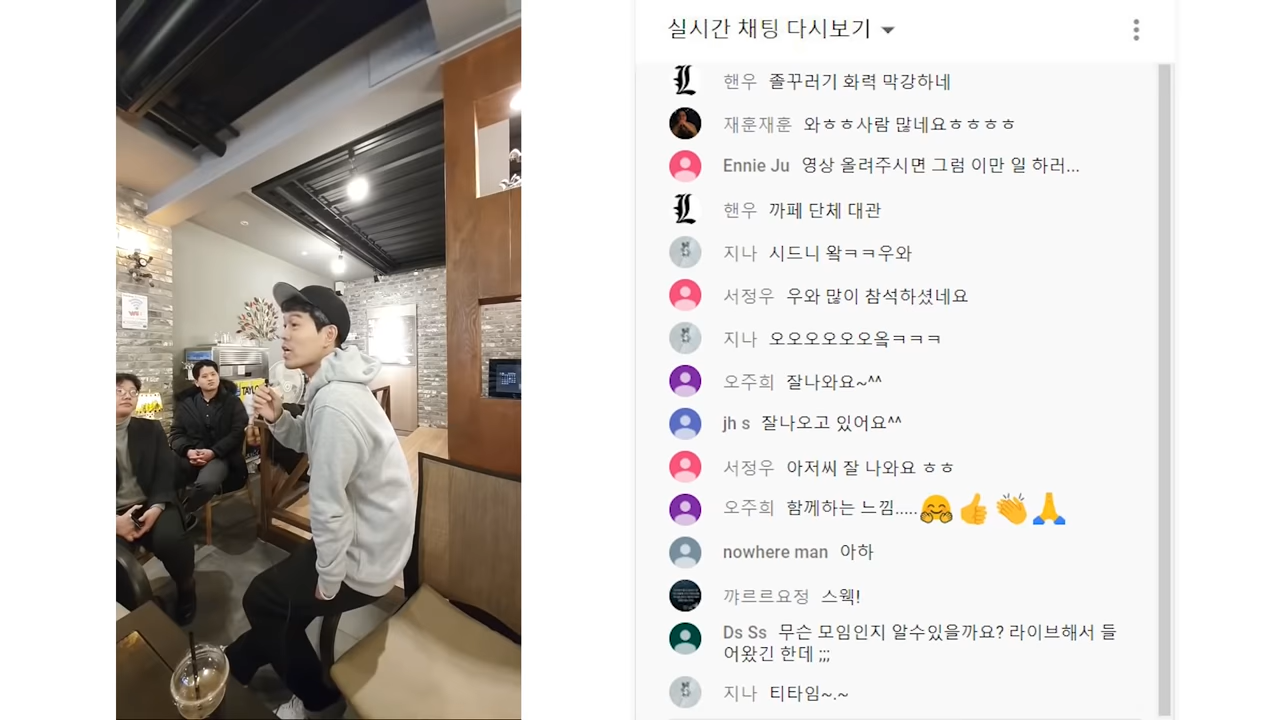 실시간 채팅 다시보기
핸우 졸꾸러기 화력 막강하네
재훈재훈 와ㅎㅎ사람 많네요ㅎㅎㅎㅎ
Ennie Ju 영상 올려주시면 그럼 이만 일 하러...
핸우 까페 단체 대관
지나 시드니 왘ㅋㅋ우와
서정우 우와 많이 참석하셨네요
지나 오오오오오오옼ㅋㅋㅋ
오주희 잘나와요~^^
jh s 잘나오고 있어요^^
서정우 아저씨 잘 나와요 ㅎㅎ
오주희 함께하는 느낌.....🤗👍👏🙏
nowhere man 아하
꺄르르요정 스웩!
Ds Ss 무슨 모임인지 알수있을까요? 라이브해서 들
어왔긴 한데 ;;;
지나 티타임~.~